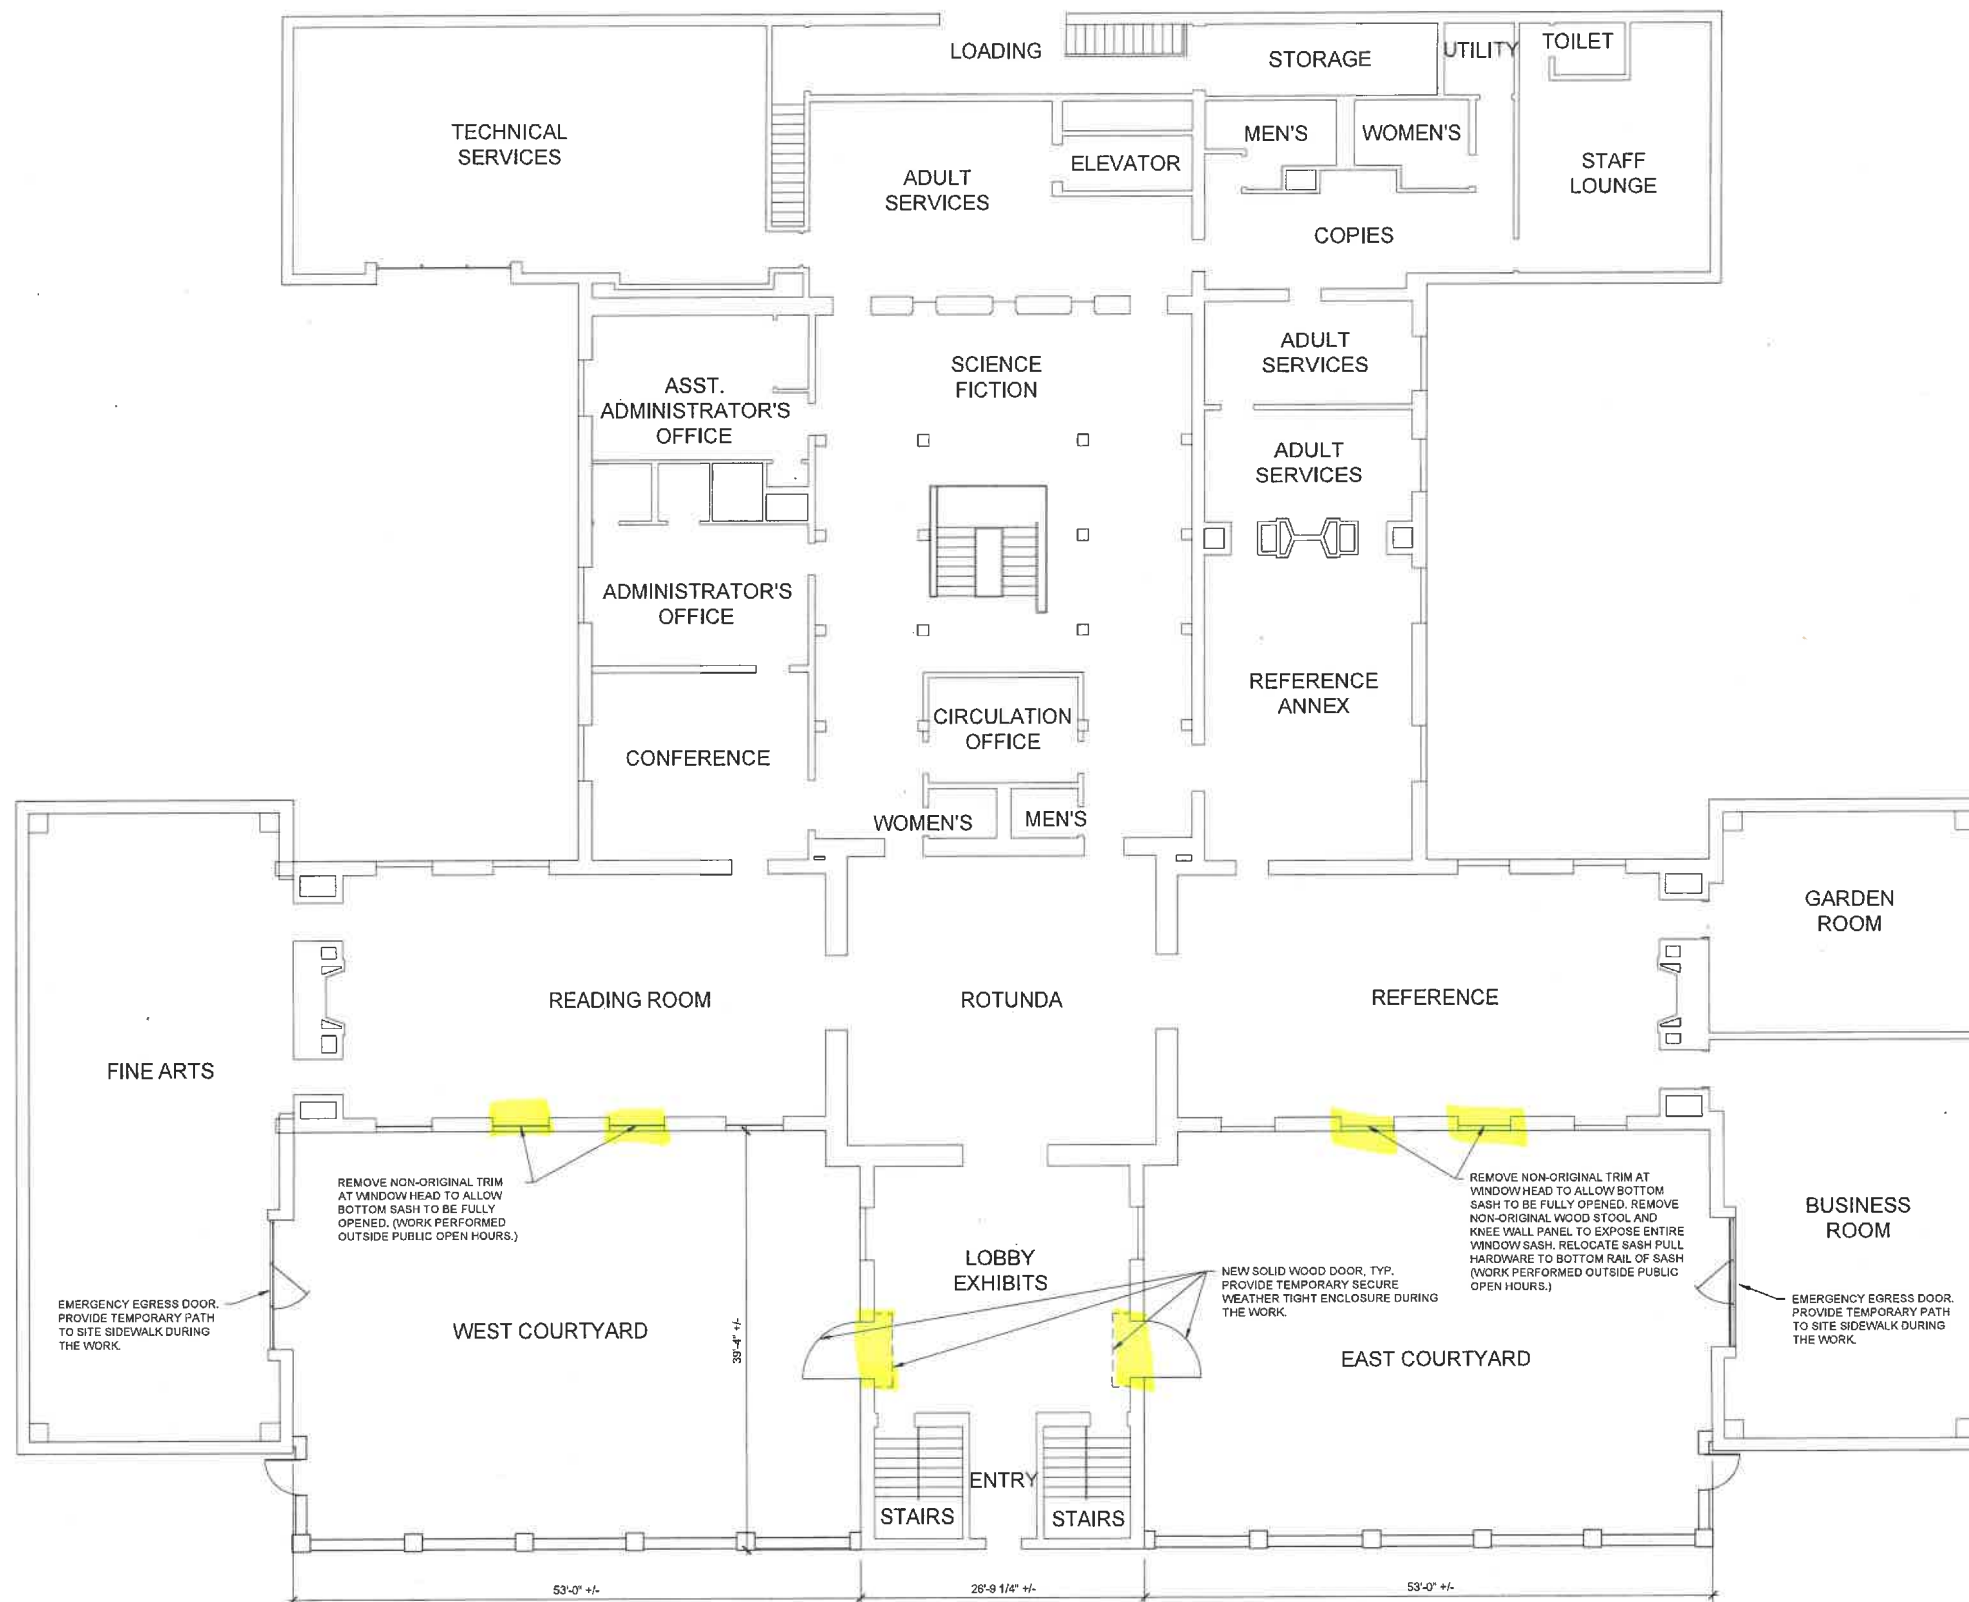 LOADING
STORAGE
UTILITY
TOILET
TECHNICAL
SERVICES
ADULT
SERVICES
ELEVATOR
MEN'S
WOMEN'S
STAFF
LOUNGE
COPIES
ASST.
ADMINISTRATOR'S
OFFICE
SCIENCE
FICTION
ADULT
SERVICES
ADULT
SERVICES
ADMINISTRATOR'S
OFFICE
REFERENCE
ANNEX
CIRCULATION
OFFICE
CONFERENCE
WOMEN'S
MEN'S
GARDEN
ROOM
READING ROOM
ROTUNDA
REFERENCE
FINE ARTS
REMOVE NON-ORIGINAL TRIM
AT WINDOW HEAD TO ALLOW
BOTTOM SASH TO BE FULLY
OPENED. (WORK PERFORMED
OUTSIDE PUBLIC OPEN HOURS.)
REMOVE NON-ORIGINAL TRIM AT
WINDOW HEAD TO ALLOW BOTTOM
SASH TO BE FULLY OPENED. REMOVE
NON-ORIGINAL WOOD STOOL AND
KNEE WALL PANEL TO EXPOSE ENTIRE
WINDOW SASH. RELOCATE SASH PULL
HARDWARE TO BOTTOM RAIL OF SASH
(WORK PERFORMED OUTSIDE PUBLIC
OPEN HOURS.)
BUSINESS
ROOM
LOBBY
EXHIBITS
NEW SOLID WOOD DOOR, TYP.
PROVIDE TEMPORARY SECURE
WEATHER TIGHT ENCLOSURE DURING
THE WORK.
EMERGENCY EGRESS DOOR.
PROVIDE TEMPORARY PATH
TO SITE SIDEWALK DURING
THE WORK.
WEST COURTYARD
39'-4" +/-
EAST COURTYARD
EMERGENCY EGRESS DOOR.
PROVIDE TEMPORARY PATH
TO SITE SIDEWALK DURING
THE WORK.
ENTRY
STAIRS
STAIRS
53'-0" +/-
26'-9 1/4" +/-
53'-0" +/-